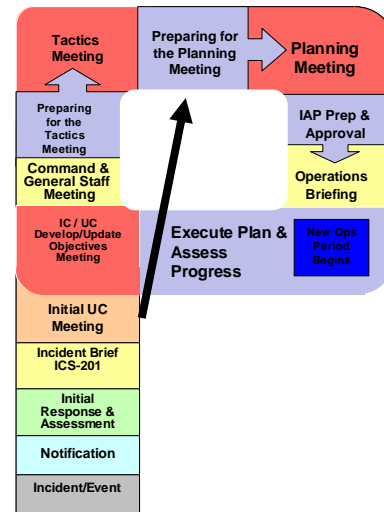 Tactics
Meeting
Preparing for
the Planning
Meeting
Planning
Meeting
Preparing
for the
Tactics
Meeting
IAP Prep &
Approval
Command &
General Staff
Meeting
Operations
Briefing
IC / UC
Develop/Update
Objectives
Meeting
Execute Plan &
Assess
Progress
New Ops
Period
Begins
Initial UC
Meeting
Incident Brief
ICS-201
Initial
Response &
Assessment
Notification
Incident/Event